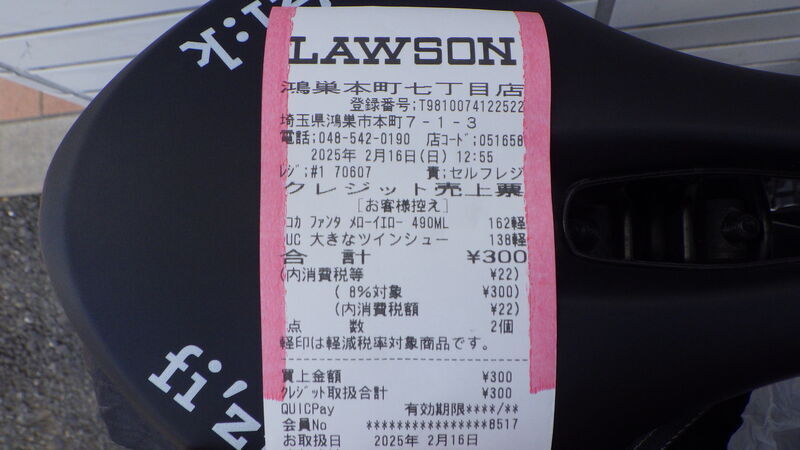 LAWSON
鴻巣本町七丁目店
登録番号:T9810074122522
埼玉県鴻巣市本町7-1-3
電話:048-542-0190 店コード:051658
2025年 2月16日(日) 12:55
レジ:#1 70607 責:セルフレジ
クレジット売上票
[お客様控え]
コカ ファンタ メローイエロー 490ML 162軽
UC 大きなツインシュー 138軽
合 計 ¥300
(内消費税等 ¥22)
( 8%対象 ¥300)
(内消費税額 ¥22)
点 数 2個
軽印は軽減税率対象商品です。
買上金額 ¥300
クレジット取扱合計 ¥300
QUICPay 有効期限****/**
会員No ****************8517
お取扱日 2025年 2月16日
z,if